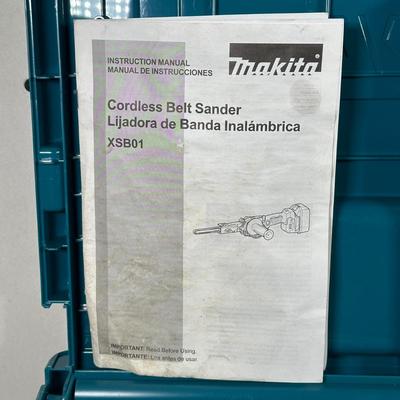 INSTRUCTION MANUAL
MANUAL DE INSTRUCCIONES
makita
Cordless Belt Sander
Lijadora de Banda Inalámbrica
XSB01
IMPORTANT: Read Before Using.
IMPORTANTE: Lea antes de usar.